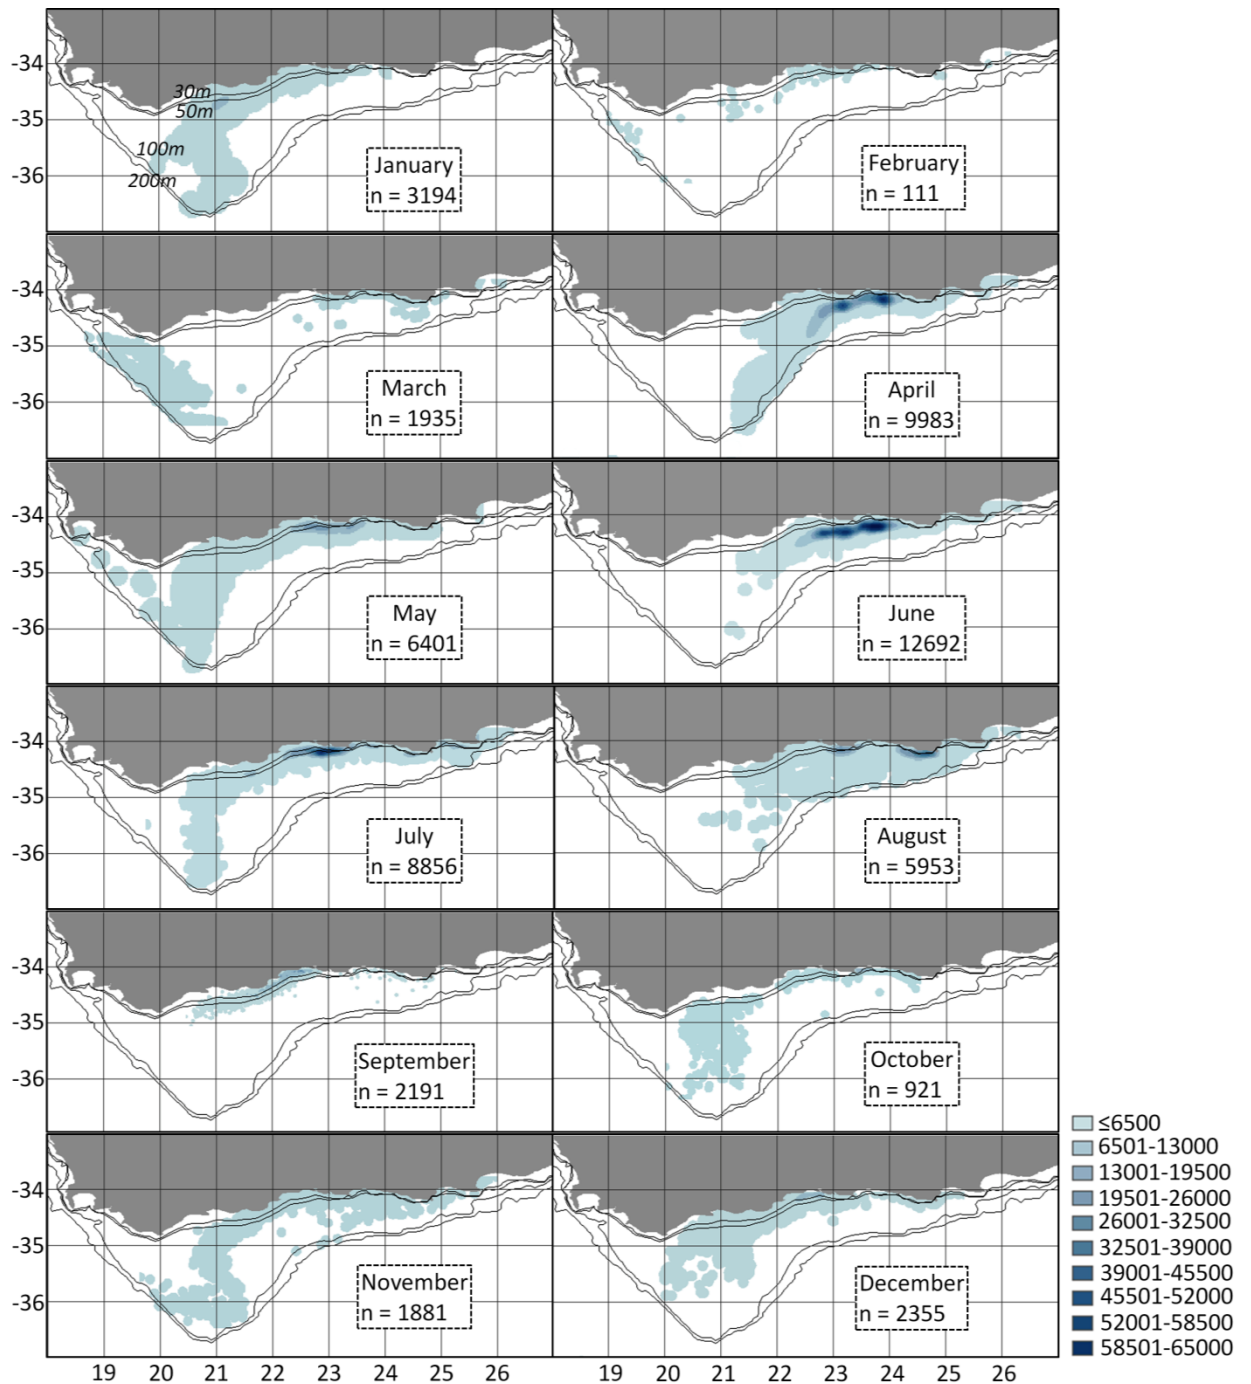 -34
-35
-36
30m
50m
100m
200m
January
n = 3194
February
n = 111
-34
-35
-36
March
n = 1935
April
n = 9983
-34
-35
-36
May
n = 6401
June
n = 12692
-34
-35
-36
July
n = 8856
August
n = 5953
-34
-35
-36
September
n = 2191
October
n = 921
-34
-35
-36
November
n = 1881
December
n = 2355
19 20 21 22 23 24 25 26 19 20 21 22 23 24 25 26
≤6500
6501-13000
13001-19500
19501-26000
26001-32500
32501-39000
39001-45500
45501-52000
52001-58500
58501-65000